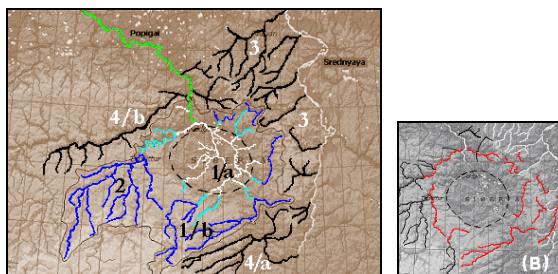 Popigai
3
Srednyaya
4/b
3
1/a
2
1/b
4/a
S I B E R I A
(B)